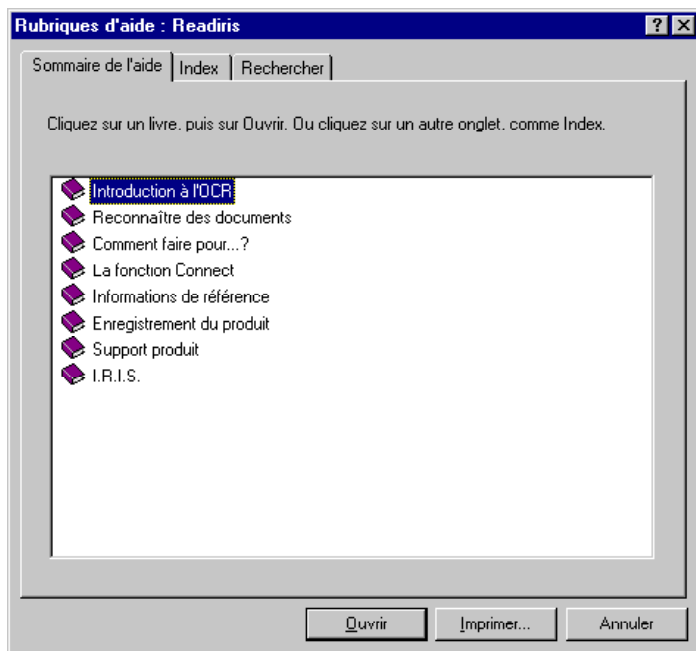 Rubriques d'aide : Readiris
Sommaire de l'aide Index Rechercher
Cliquez sur un livre, puis sur Ouvrir. Ou cliquez sur un autre onglet, comme Index.
Introduction à l'OCR
Reconnaître des documents
Comment faire pour...?
La fonction Connect
Informations de référence
Enregistrement du produit
Support produit
I.R.I.S.
Ouvrir Imprimer... Annuler